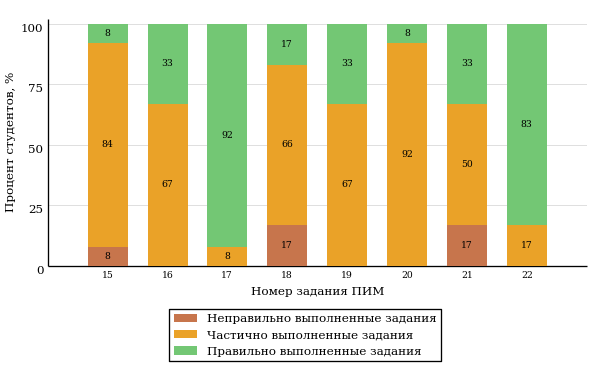 Процент студентов, %
100
75
50
25
0
8 84 8
67 33
8 92
17 66 17
67 33
92 8
17 50 33
17 83
15 16 17 18 19 20 21 22
Номер задания ПИМ
Неправильно выполненные задания
Частично выполненные задания
Правильно выполненные задания